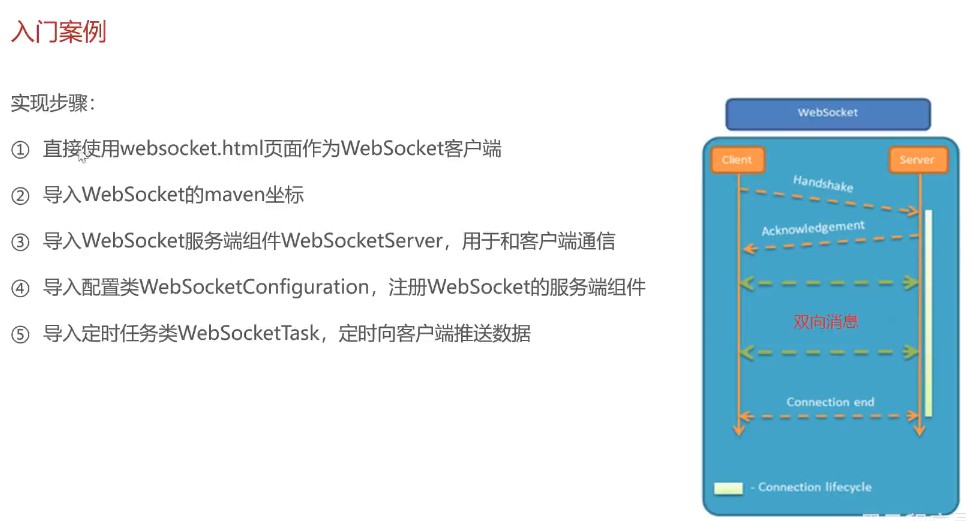 入门案例
实现步骤：
① 直接使用websocket.html页面作为WebSocket客户端
② 导入WebSocket的maven坐标
③ 导入WebSocket服务端组件WebSocketServer，用于和客户端通信
④ 导入配置类WebSocketConfiguration，注册WebSocket的服务端组件
⑤ 导入定时任务类WebSocketTask，定时向客户端推送数据
WebSocket
Client
Server
Handshake
Acknowledgement
双向消息
Connection end
- Connection lifecycle